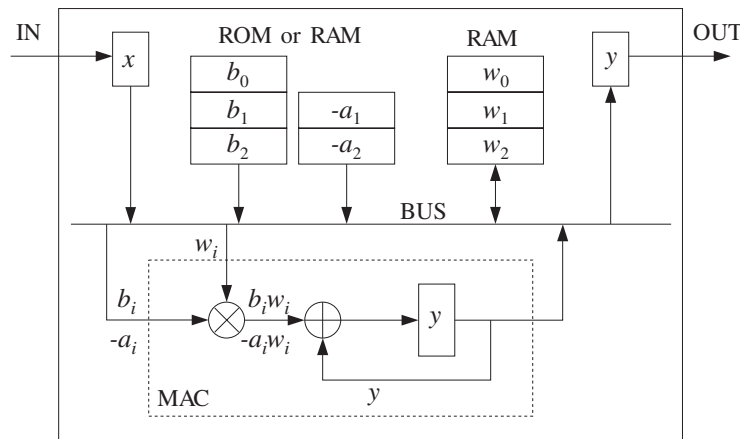 IN
ROM or RAM
RAM
OUT
x
b0
b1
b2
-a1
-a2
w0
w1
w2
y
BUS
wi
bi
-ai
biwi
-aiwi
y
y
MAC